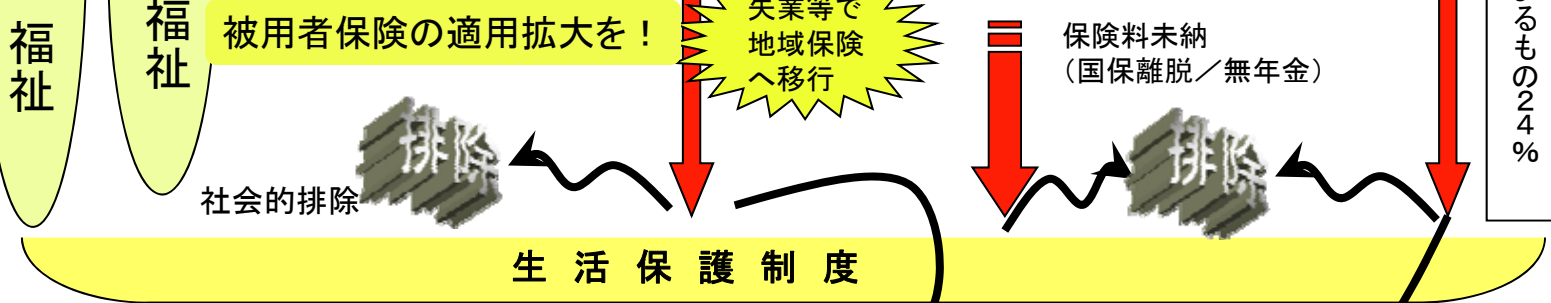 福祉
福祉
被用者保険の適用拡大を！
失業等で
地域保険
へ移行
保険料未納
（国保離脱／無年金）
るもの２４％
排除
排除
社会的排除
生活保護制度